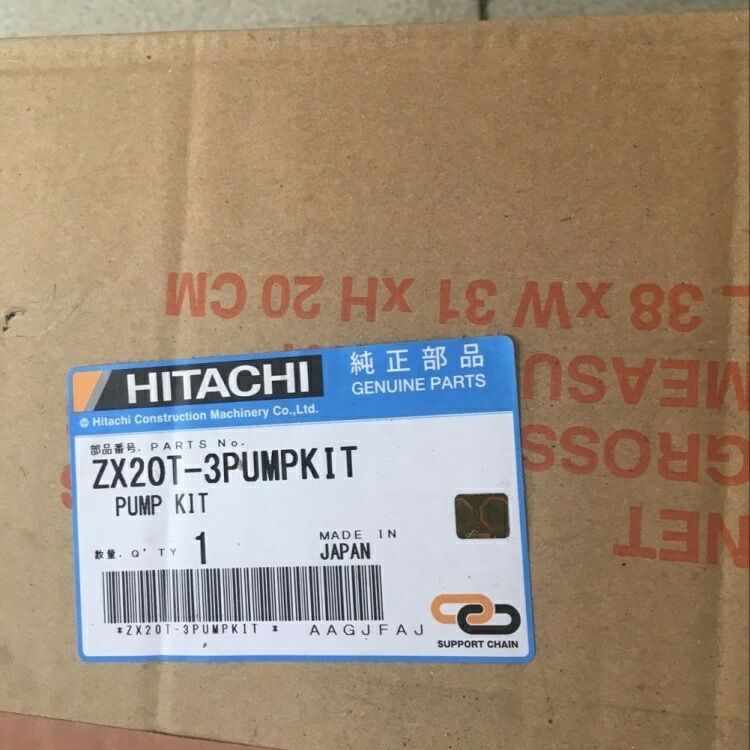 L 38 xW 31 xH 20 CM
MEASU
GROSS
NET
HITACHI
純正部品
GENUINE PARTS
© Hitachi Construction Machinery Co.,Ltd.
部品番号. PARTS No.
ZX20T-3PUMPKIT
PUMP KIT
数量. Q'TY 1
MADE IN
JAPAN
*ZX20T-3PUMPKIT * AAGJFAJ
SUPPORT CHAIN